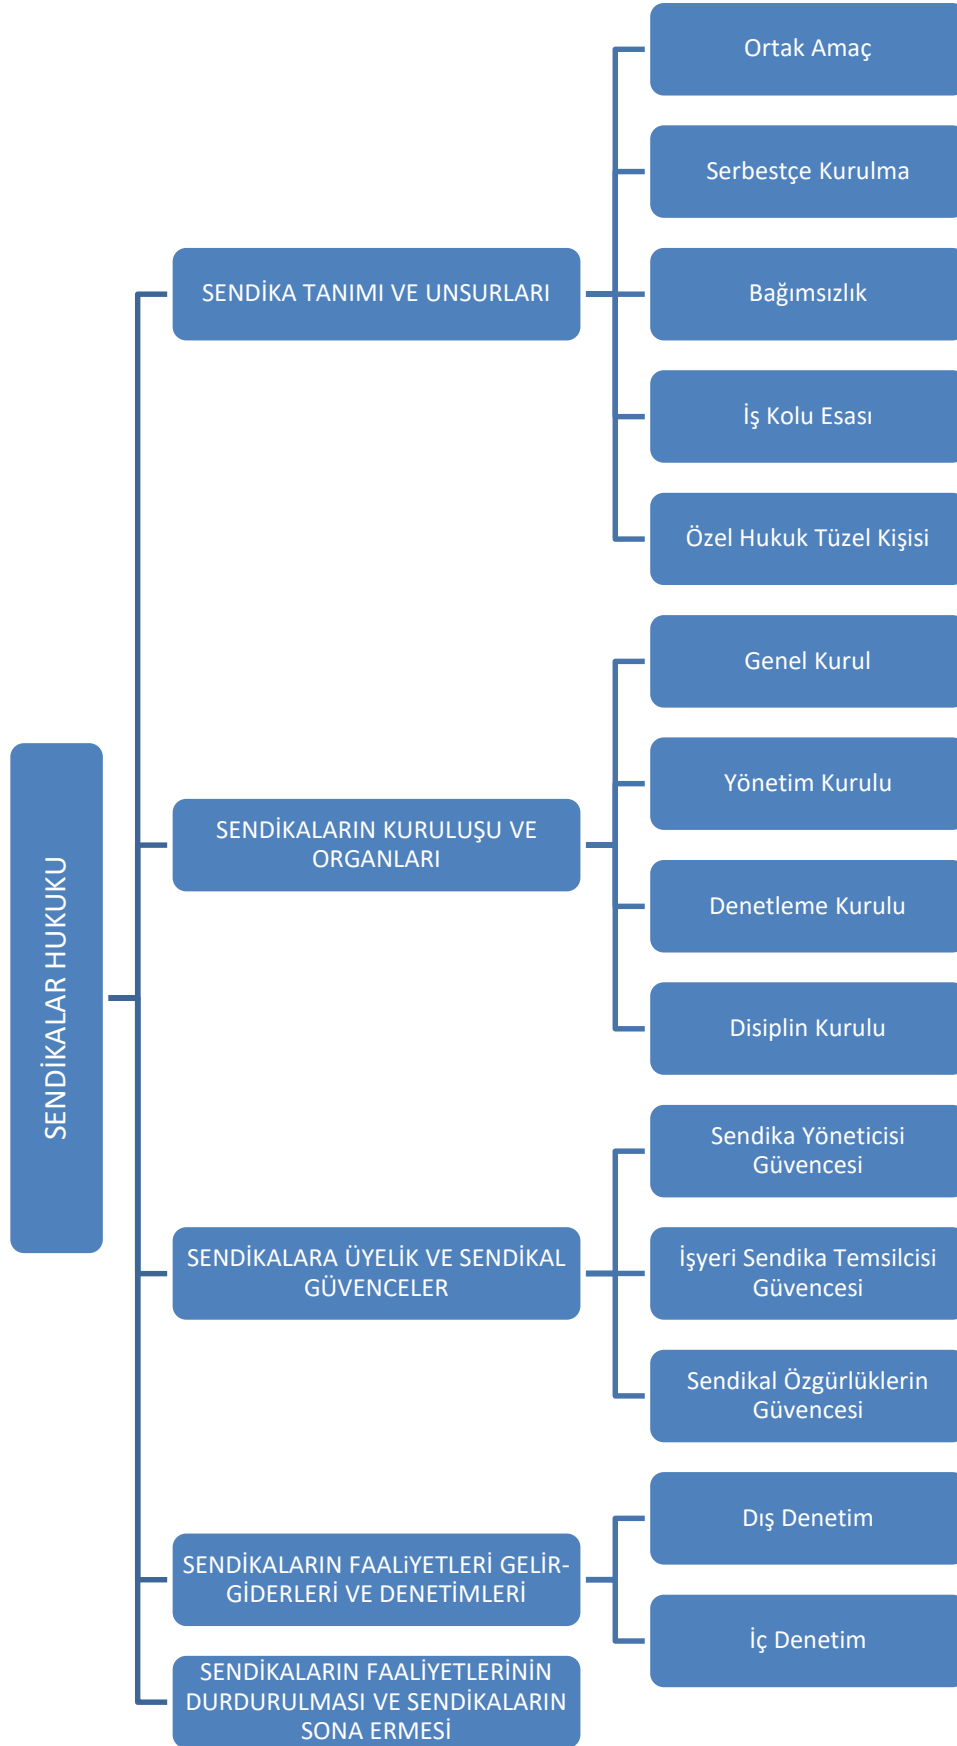 SENDİKALAR HUKUKU
SENDİKA TANIMI VE UNSURLARI
Ortak Amaç
Serbestçe Kurulma
Bağımsızlık
İş Kolu Esası
Özel Hukuk Tüzel Kişisi
SENDİKALARIN KURULUŞU VE
ORGANLARI
Genel Kurul
Yönetim Kurulu
Denetleme Kurulu
Disiplin Kurulu
SENDİKALARA ÜYELİK VE SENDİKAL
GÜVENCELER
Sendika Yöneticisi
Güvencesi
İşyeri Sendika Temsilcisi
Güvencesi
Sendikal Özgürlüklerin
Güvencesi
SENDİKALARIN FAALiYETLERİ GELİR-
GİDERLERİ VE DENETİMLERİ
Dış Denetim
İç Denetim
SENDİKALARIN FAALİYETLERİNİN
DURDURULMASI VE SENDİKALARIN
SONA ERMESİ